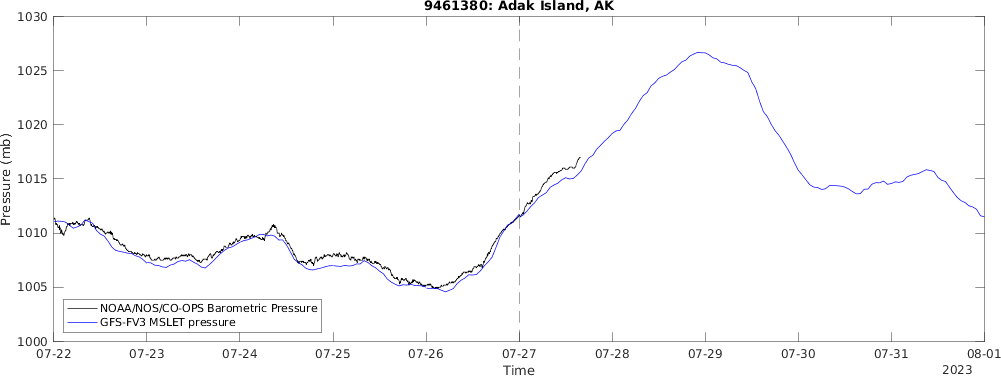 9461380: Adak Island, AK
Pressure (mb)
1030
1025
1020
1015
1010
1005
1000
NOAA/NOS/CO-OPS Barometric Pressure
GFS-FV3 MSLET pressure
07-22 07-23 07-24 07-25 07-26 07-27 07-28 07-29 07-30 07-31 08-01
Time
2023